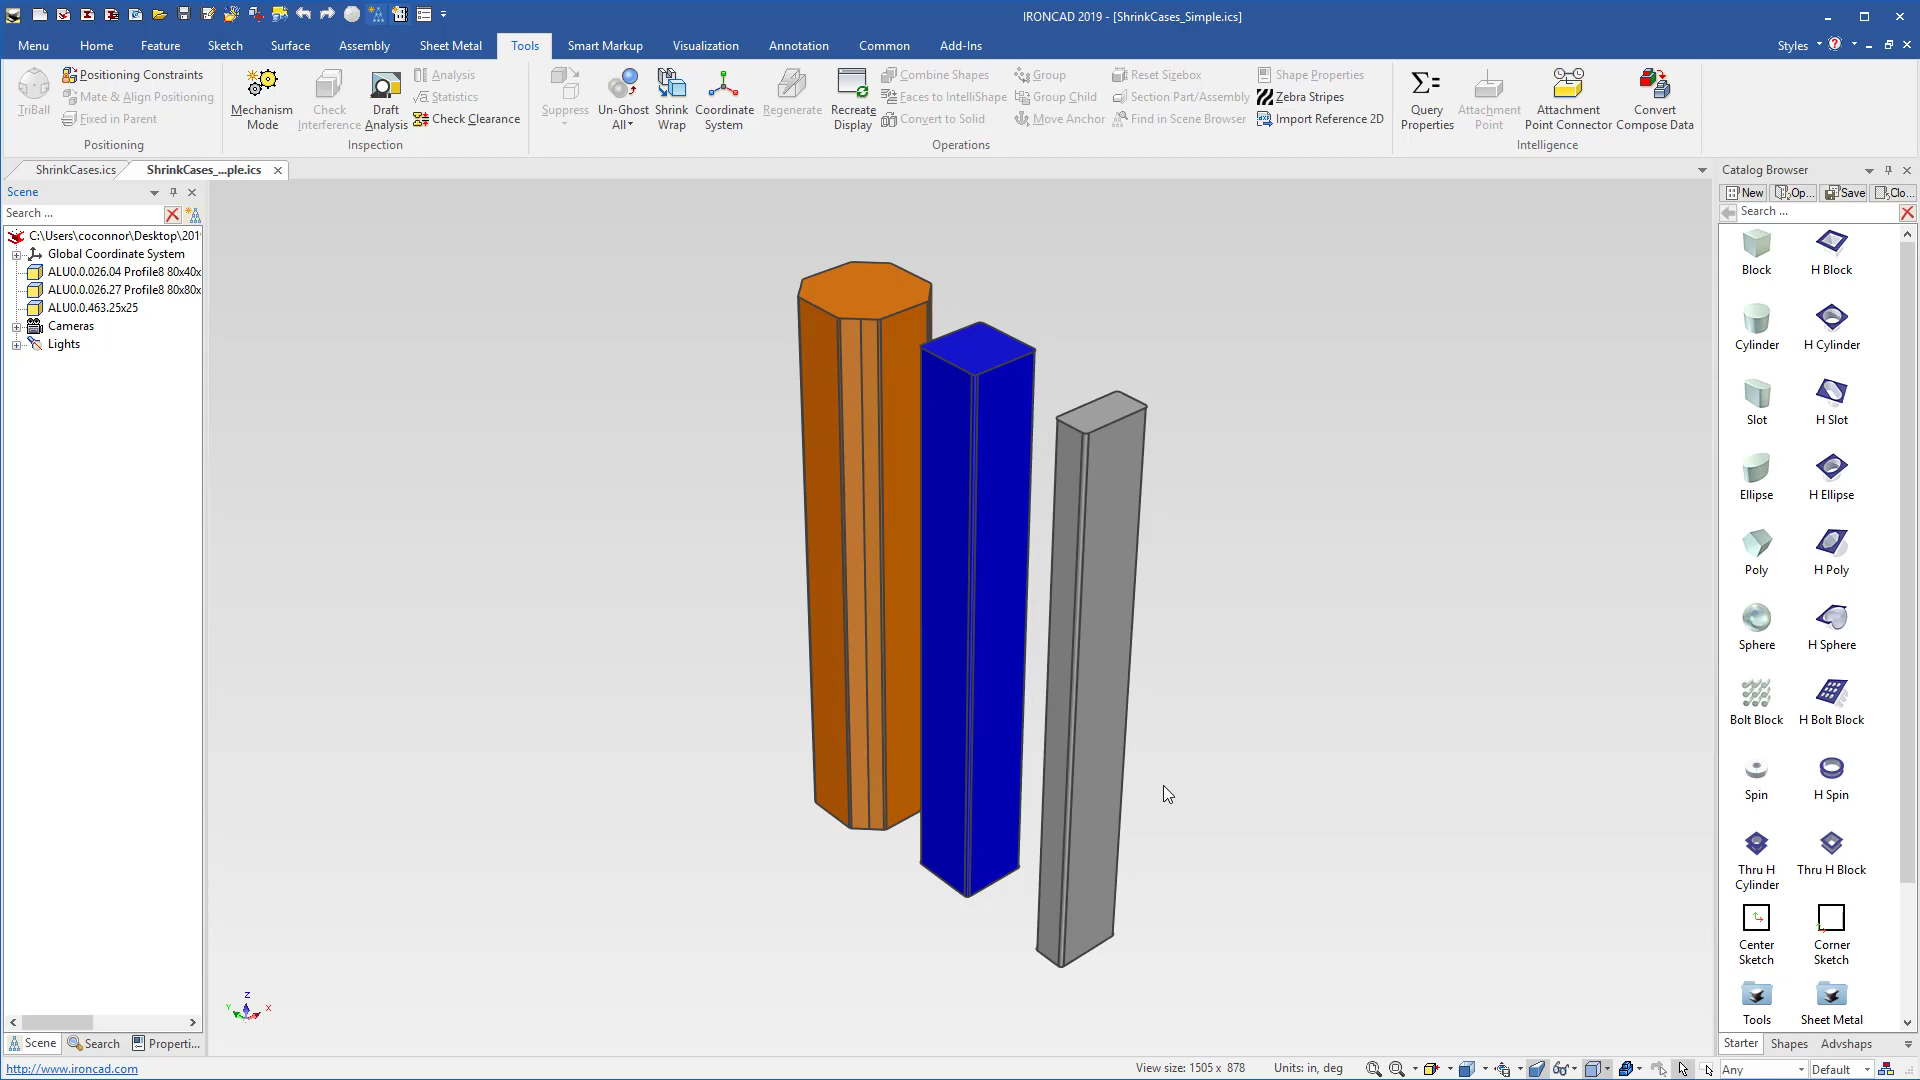 IRONCAD 2019 - [ShrinkCases_Simple.ics]
Menu Home Feature Sketch Surface Assembly Sheet Metal Tools Smart Markup Visualization Annotation Common Add-Ins Styles
TriBall
Positioning Constraints
Mate & Align Positioning
Fixed in Parent
Positioning
Mechanism Mode
Check Interference
Draft Analysis
Analysis
Statistics
Check Clearance
Inspection
Suppress
Un-Ghost All
Shrink Wrap
Coordinate System
Regenerate
Recreate Display
Combine Shapes
Faces to IntelliShape
Convert to Solid
Group
Group Child
Move Anchor
Reset Sizebox
Section Part/Assembly
Find in Scene Browser
Shape Properties
Zebra Stripes
Import Reference 2D
Operations
Query Properties
Attachment Point
Attachment Point Connector
Convert Compose Data
Intelligence
ShrinkCases.ics ShrinkCases_...ple.ics
Scene
Search ...
C:\Users\coconnor\Desktop\201
Global Coordinate System
ALU0.0.026.04 Profile8 80x40x
ALU0.0.026.27 Profile8 80x80x
ALU0.0.463.25x25
Cameras
Lights
Z
Y
X
Scene Search Properti...
Catalog Browser
New Op... Save Clo...
Search ...
Block H Block
Cylinder H Cylinder
Slot H Slot
Ellipse H Ellipse
Poly H Poly
Sphere H Sphere
Bolt Block H Bolt Block
Spin H Spin
Thru H Cylinder Thru H Block
Center Sketch Corner Sketch
Tools Sheet Metal
Starter Shapes Advshaps
http://www.ironcad.com
View size: 1505 x 878 Units: in, deg Any Default